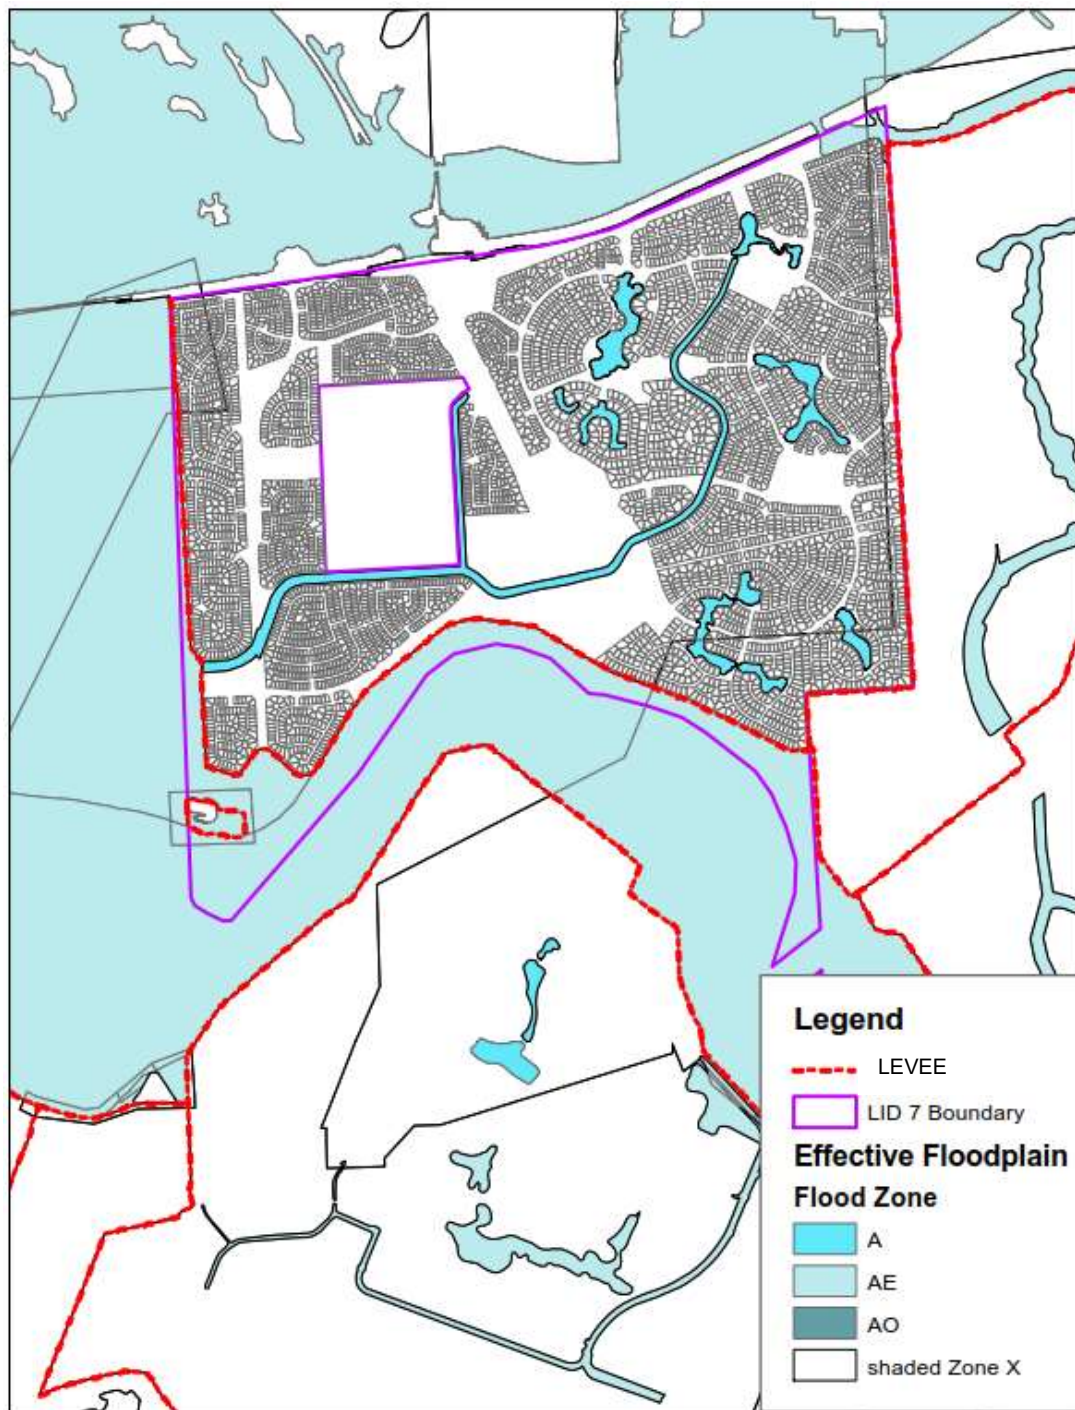 Legend
LEVEE
LID 7 Boundary
Effective Floodplain
Flood Zone
A
AE
AO
shaded Zone X